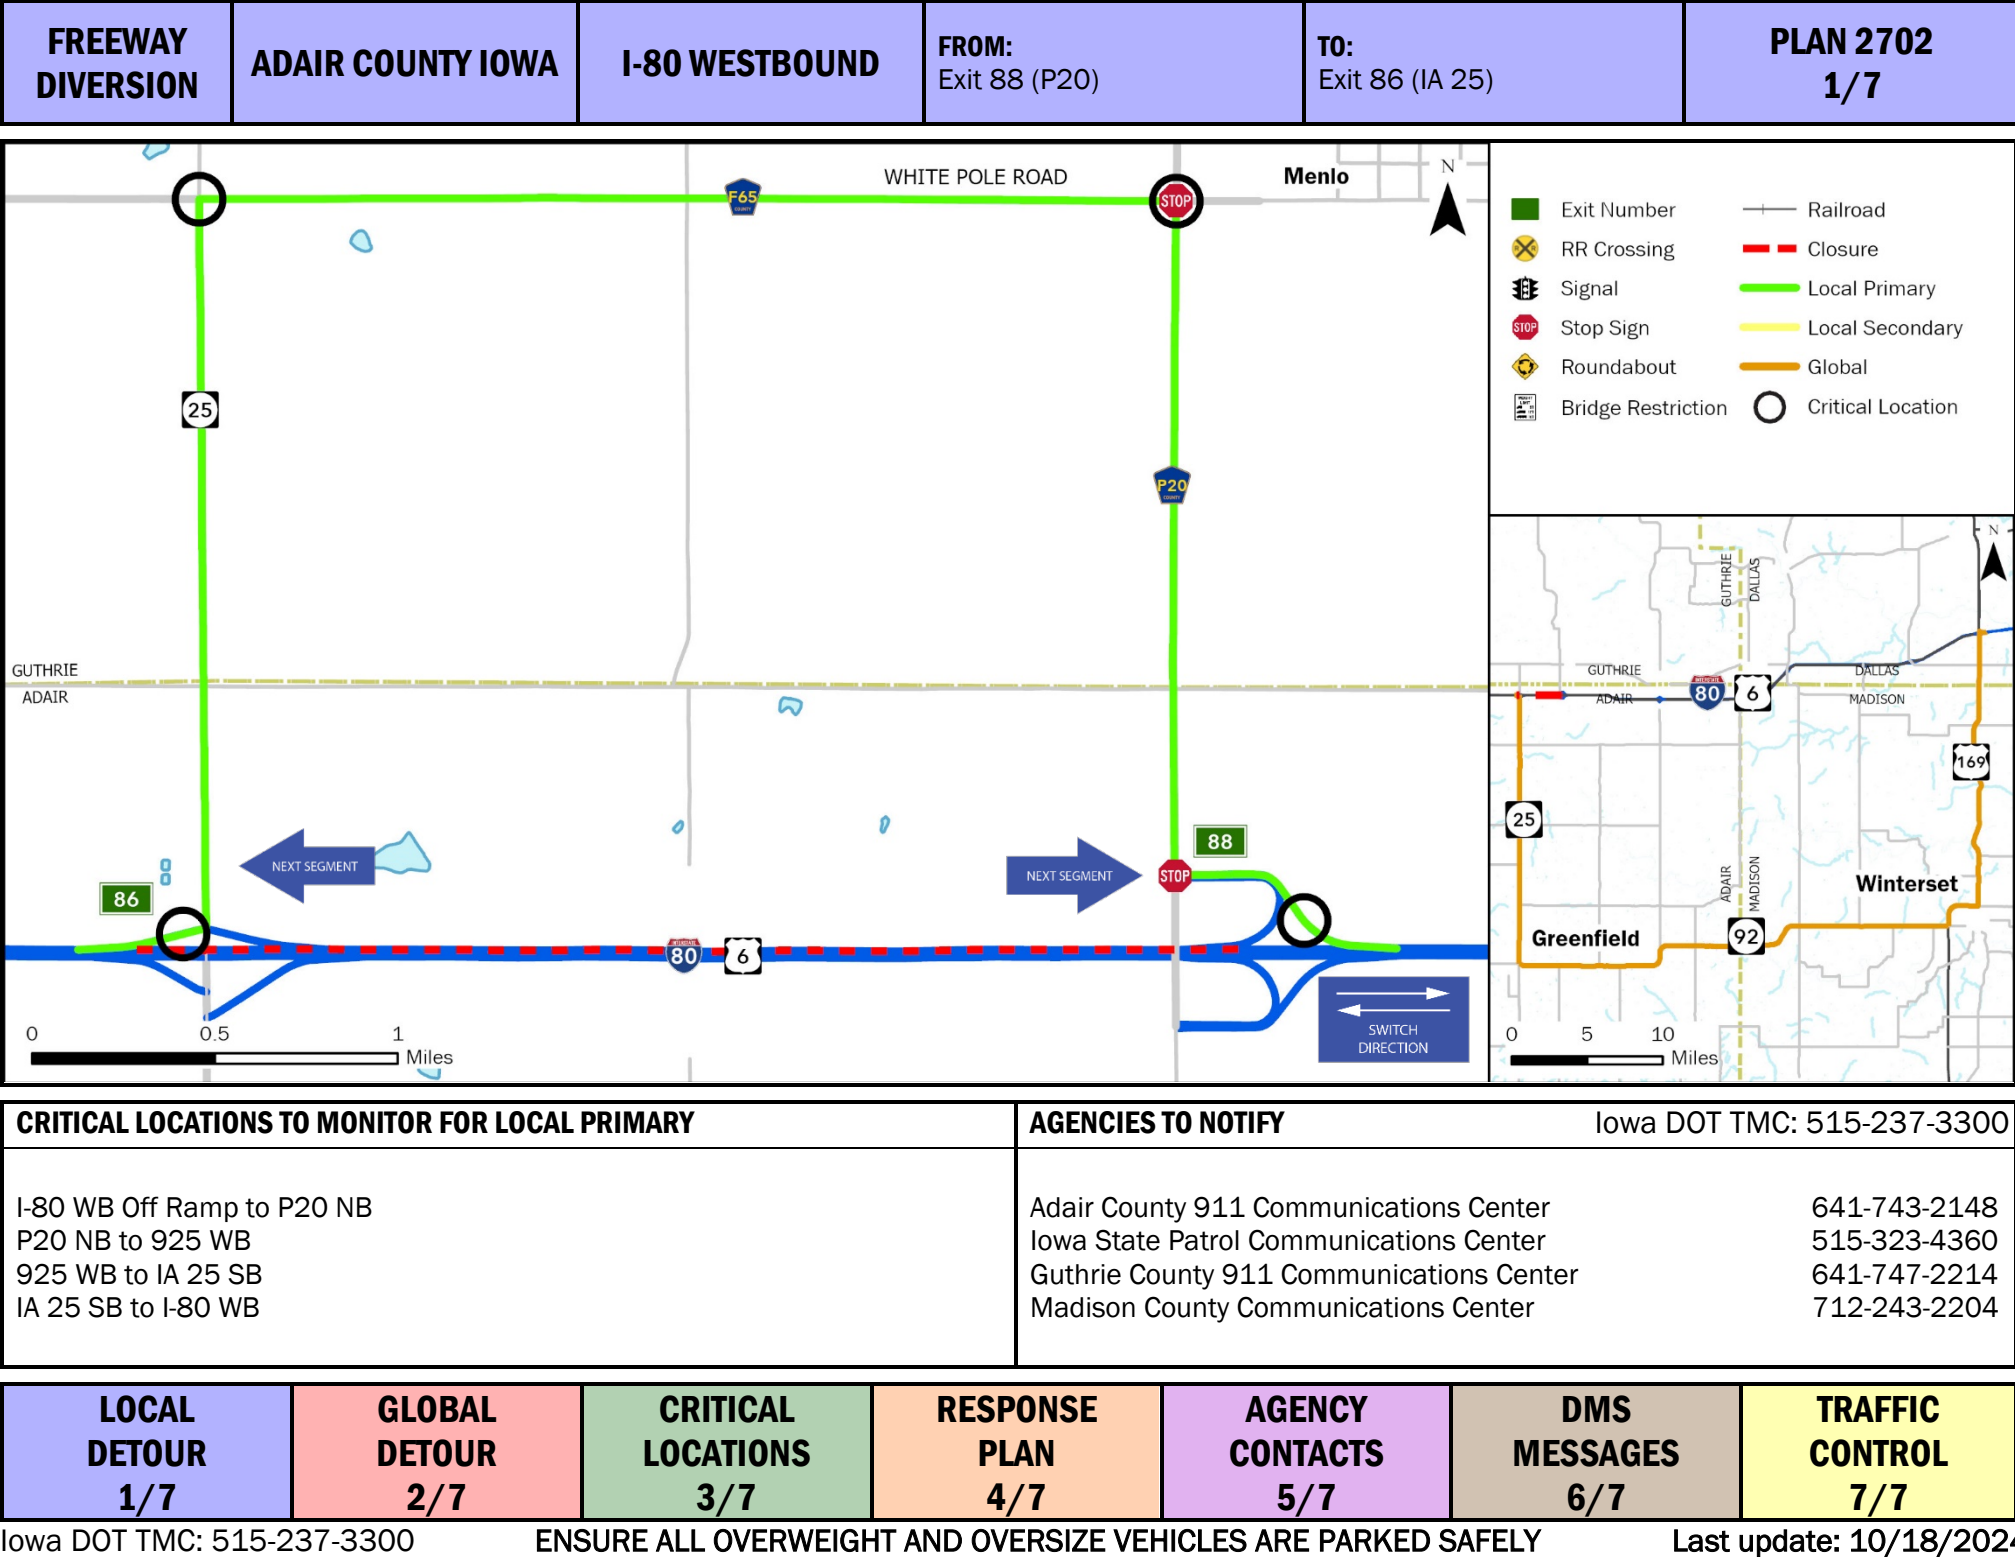 FREEWAY
DIVERSION
ADAIR COUNTY IOWA
I-80 WESTBOUND
FROM:
Exit 88 (P20)
TO:
Exit 86 (IA 25)
PLAN 2702
1/7
WHITE POLE ROAD
Menlo
N
F65
COUNTY
STOP
25
P20
COUNTY
GUTHRIE
ADAIR
NEXT SEGMENT
NEXT SEGMENT
88
STOP
86
INTERSTATE
80
6
SWITCH
DIRECTION
0 0.5 1
Miles
Exit Number
Railroad
RR Crossing
Closure
Signal
Local Primary
STOP
Stop Sign
Local Secondary
Roundabout
Global
Bridge Restriction
Critical Location
N
GUTHRIE
DALLAS
GUTHRIE
ADAIR
INTERSTATE
80
6
DALLAS
MADISON
169
25
ADAIR
MADISON
Winterset
Greenfield
92
0 5 10
Miles
CRITICAL LOCATIONS TO MONITOR FOR LOCAL PRIMARY
I-80 WB Off Ramp to P20 NB
P20 NB to 925 WB
925 WB to IA 25 SB
IA 25 SB to I-80 WB
AGENCIES TO NOTIFY Iowa DOT TMC: 515-237-3300
Adair County 911 Communications Center 641-743-2148
Iowa State Patrol Communications Center 515-323-4360
Guthrie County 911 Communications Center 641-747-2214
Madison County Communications Center 712-243-2204
LOCAL
DETOUR
1/7
GLOBAL
DETOUR
2/7
CRITICAL
LOCATIONS
3/7
RESPONSE
PLAN
4/7
AGENCY
CONTACTS
5/7
DMS
MESSAGES
6/7
TRAFFIC
CONTROL
7/7
Iowa DOT TMC: 515-237-3300
ENSURE ALL OVERWEIGHT AND OVERSIZE VEHICLES ARE PARKED SAFELY
Last update: 10/18/202